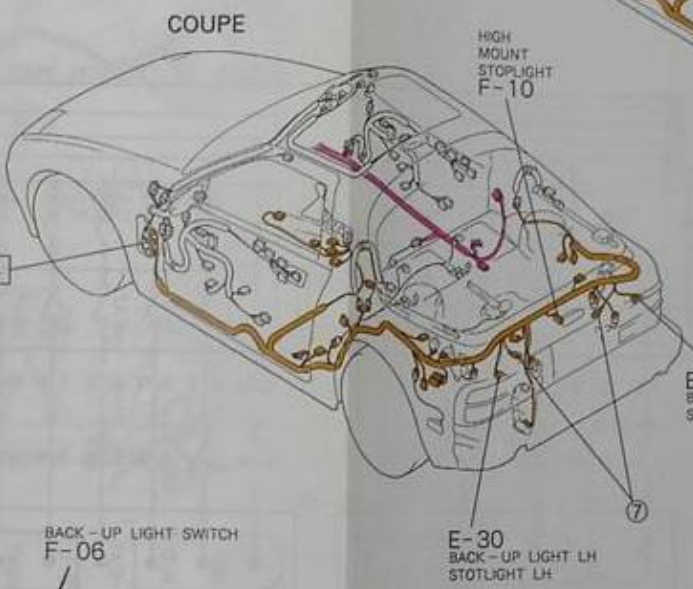 COUPE
HIGH
MOUNT
STOPLIGHT
F-10
BACK-UP LIGHT SWITCH
F-06
E-30
BACK-UP LIGHT LH
STOTLIGHT LH
7